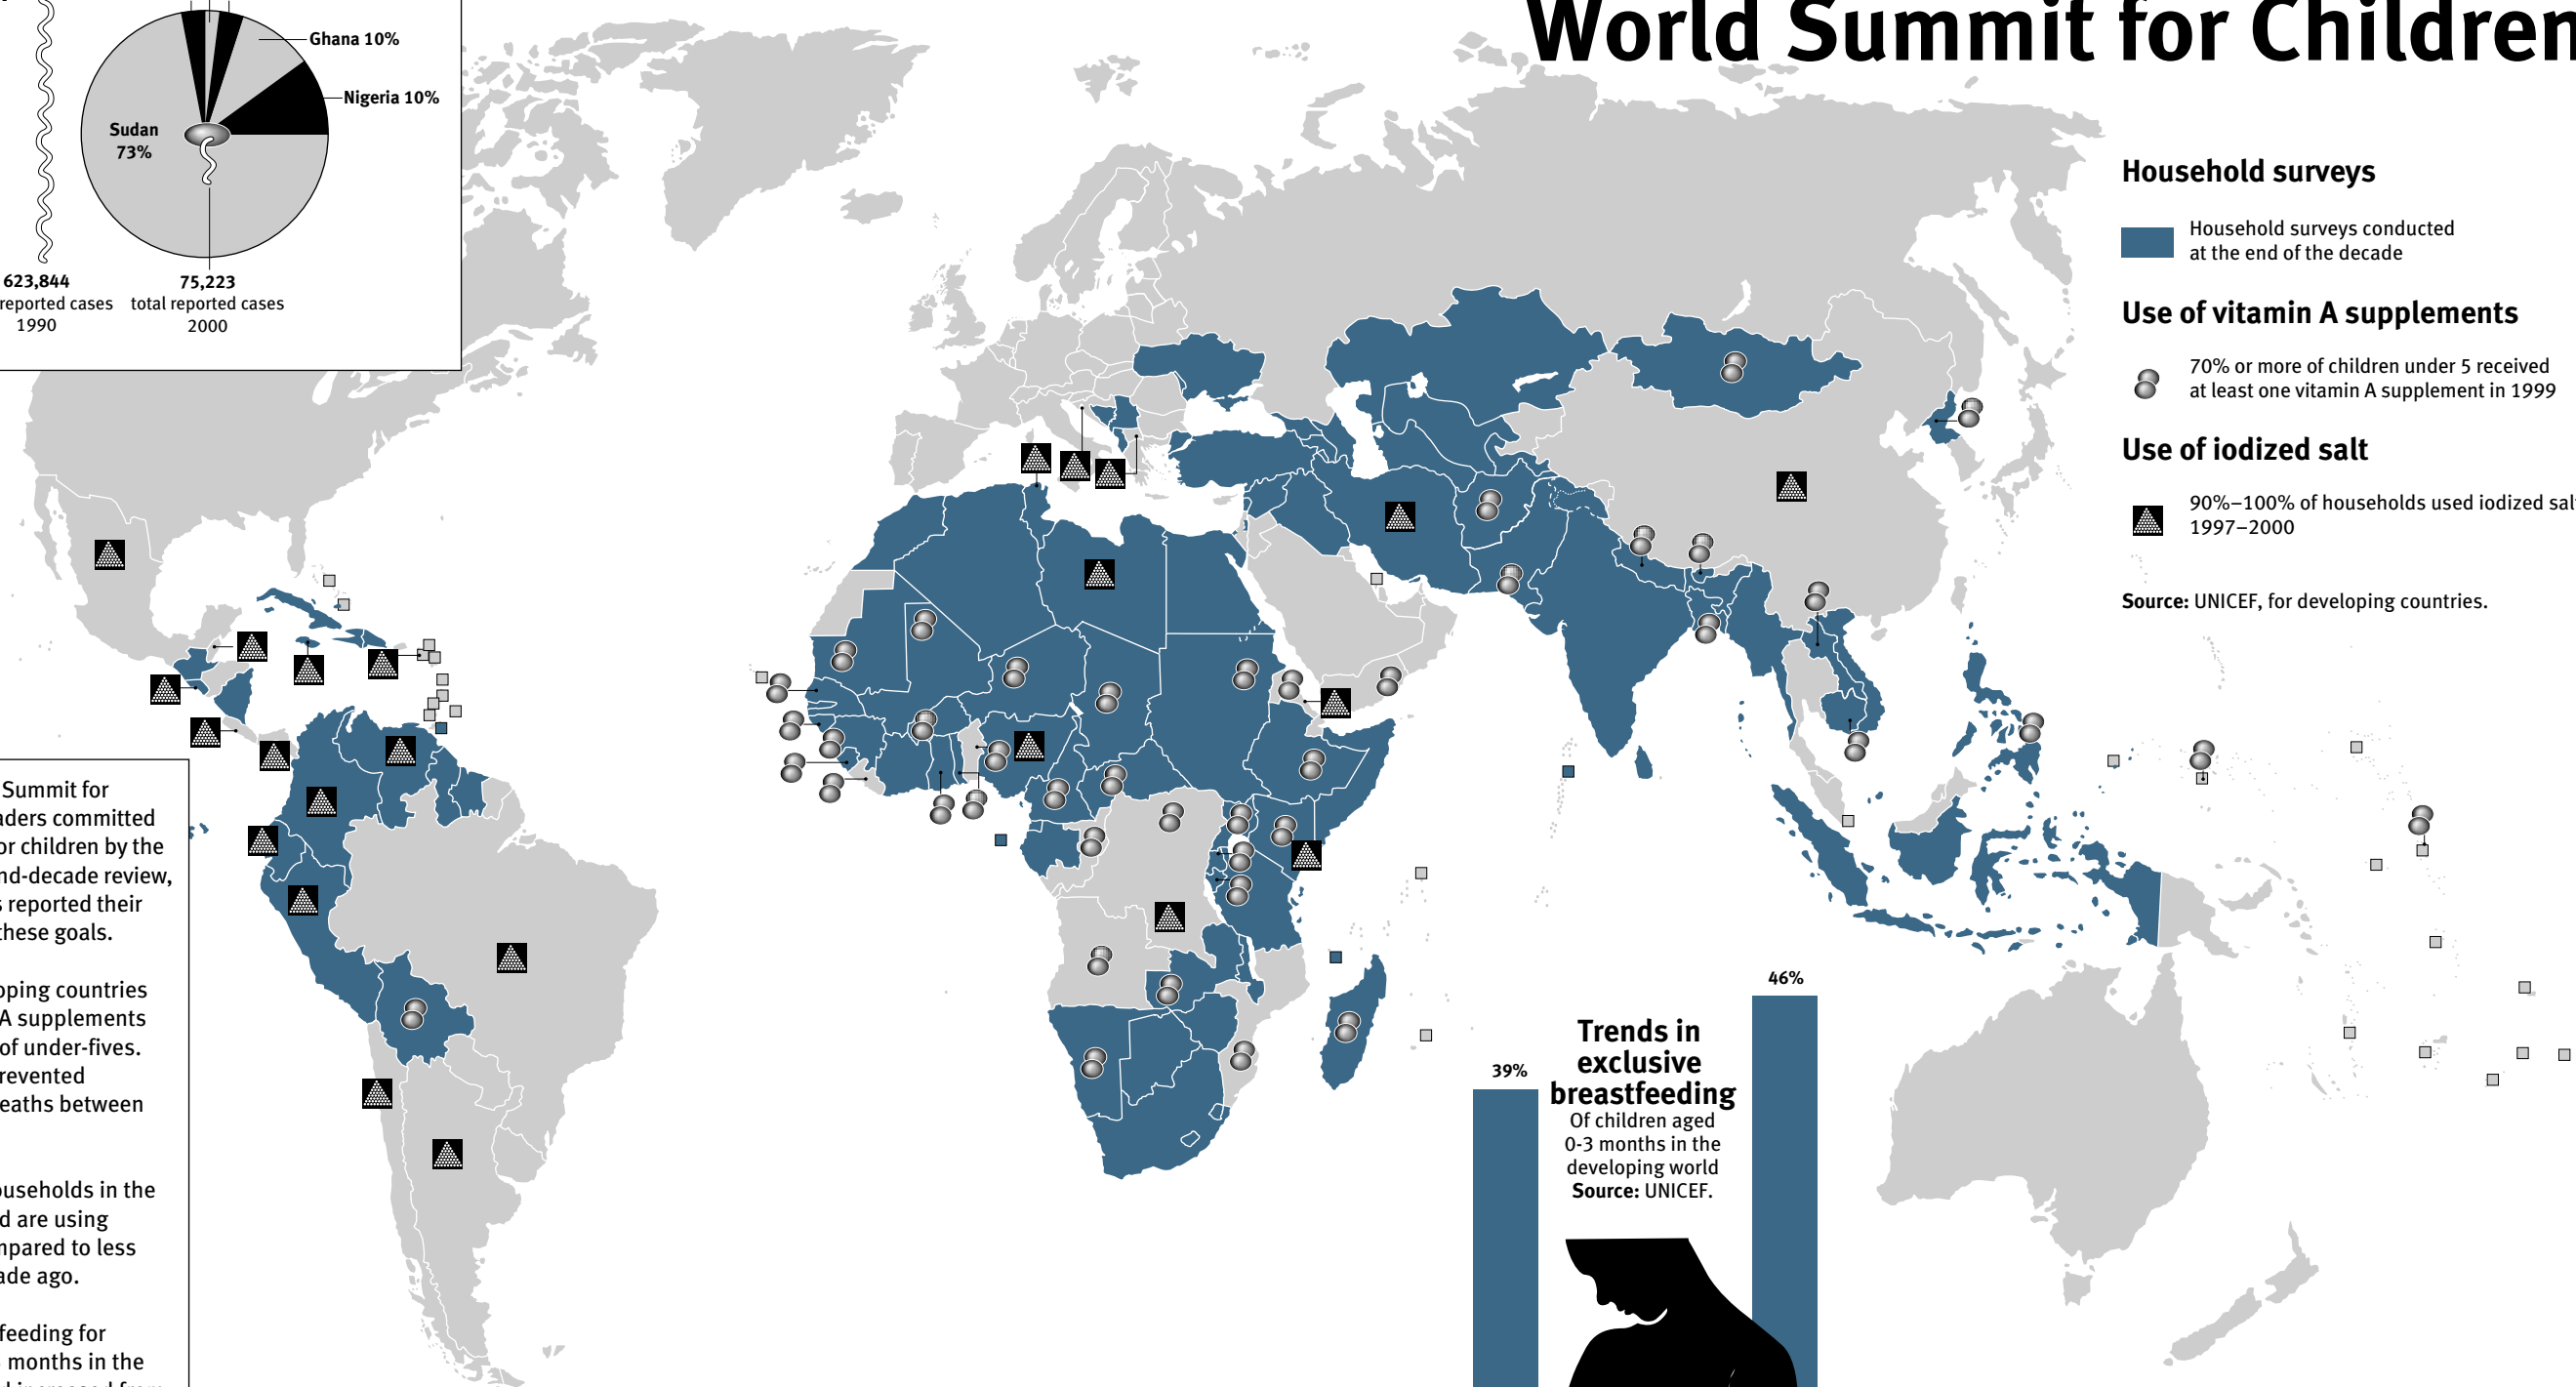 World Summit for Children
Ghana 10%
Nigeria 10%
Sudan
73%
623,844
reported cases
1990
75,223
total reported cases
2000
Household surveys
Household surveys conducted
at the end of the decade
Use of vitamin A supplements
70% or more of children under 5 received
at least one vitamin A supplement in 1999
Use of iodized salt
90%–100% of households used iodized salt
1997–2000
Source: UNICEF, for developing countries.
Summit for
aders committed
or children by the
nd-decade review,
s reported their
these goals.
oping countries
A supplements
of under-fives.
revented
eaths between
ouseholds in the
d are using
mpared to less
ade ago.
feeding for
months in the
39%
46%
Trends in
exclusive
breastfeeding
Of children aged
0-3 months in the
developing world
Source: UNICEF.